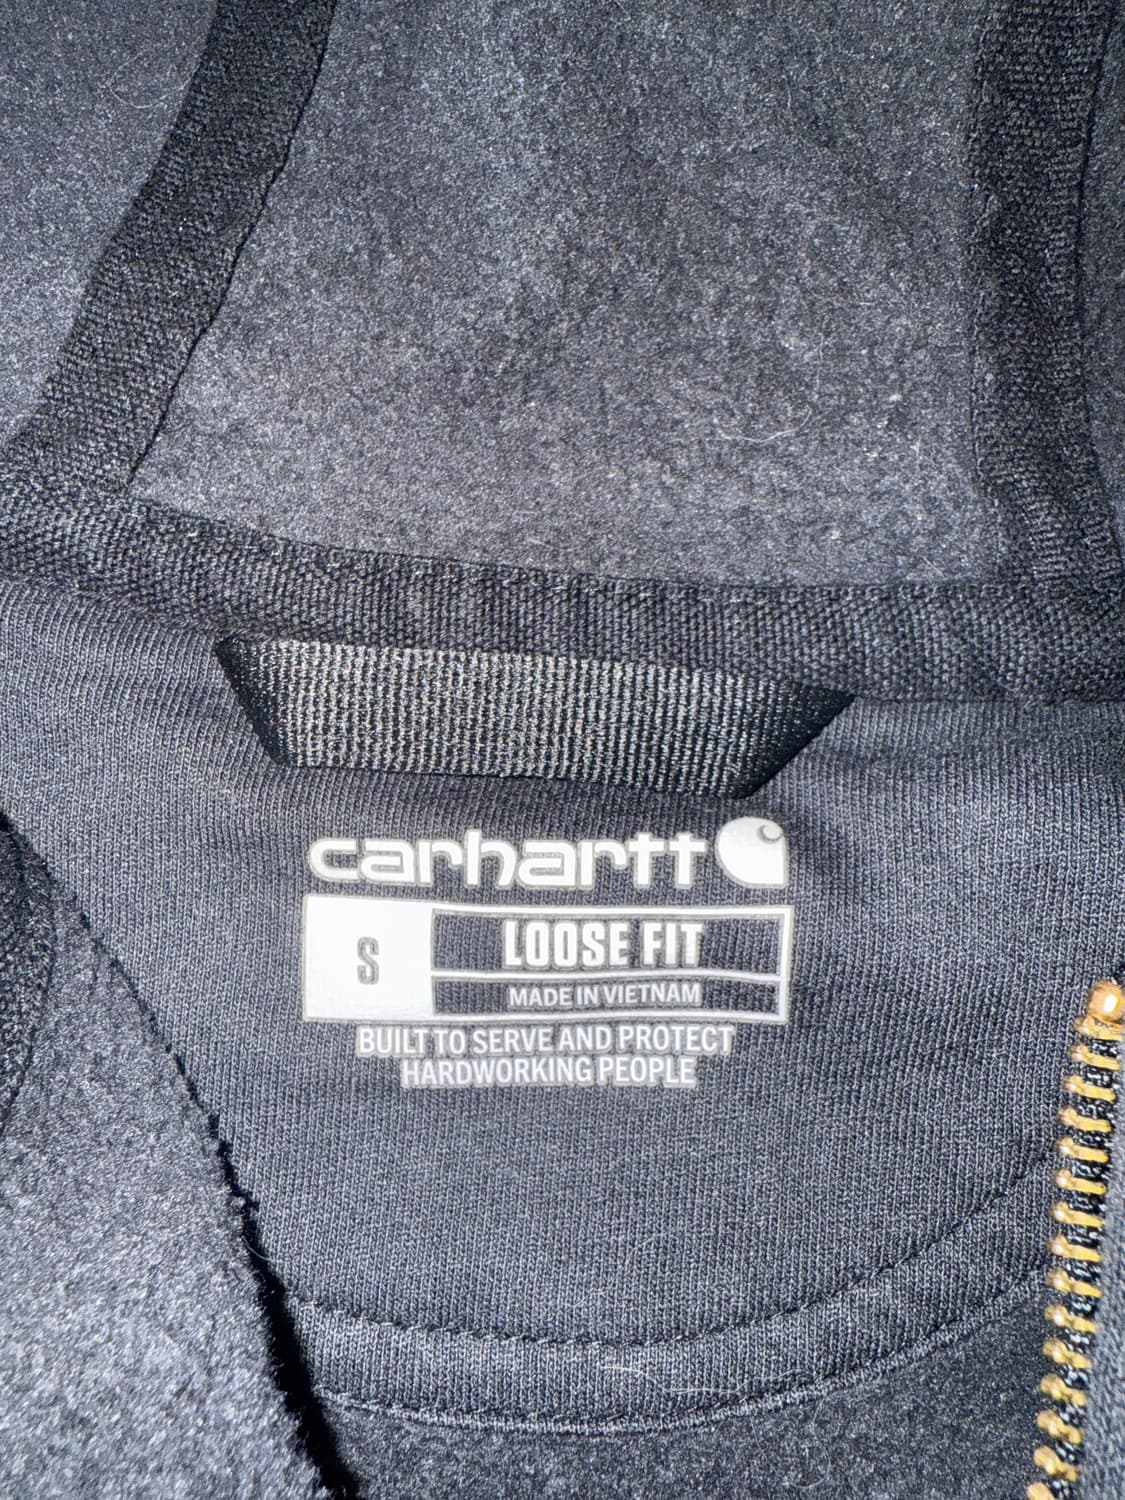 carhartt
S
LOOSE FIT
MADE IN VIETNAM
BUILT TO SERVE AND PROTECT
HARDWORKING PEOPLE